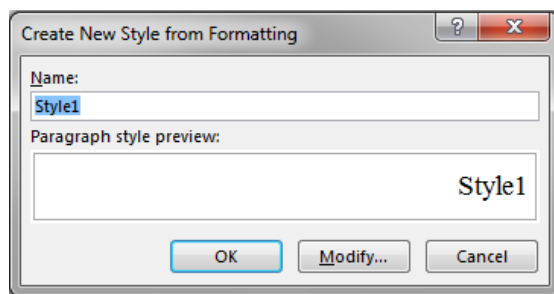 Create New Style from Formatting
Name:
Style1
Paragraph style preview:
Style1
OK Modify... Cancel